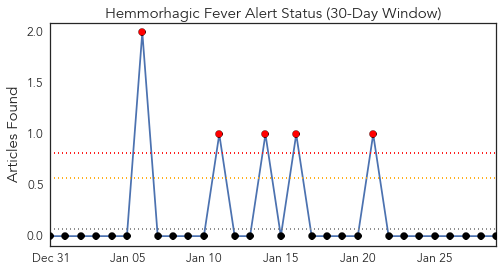 Hemmorhagic Fever Alert Status (30-Day Window)
Articles Found
2.0
1.5
1.0
0.5
0.0
Dec 31 Jan 05 Jan 10 Jan 15 Jan 20 Jan 25